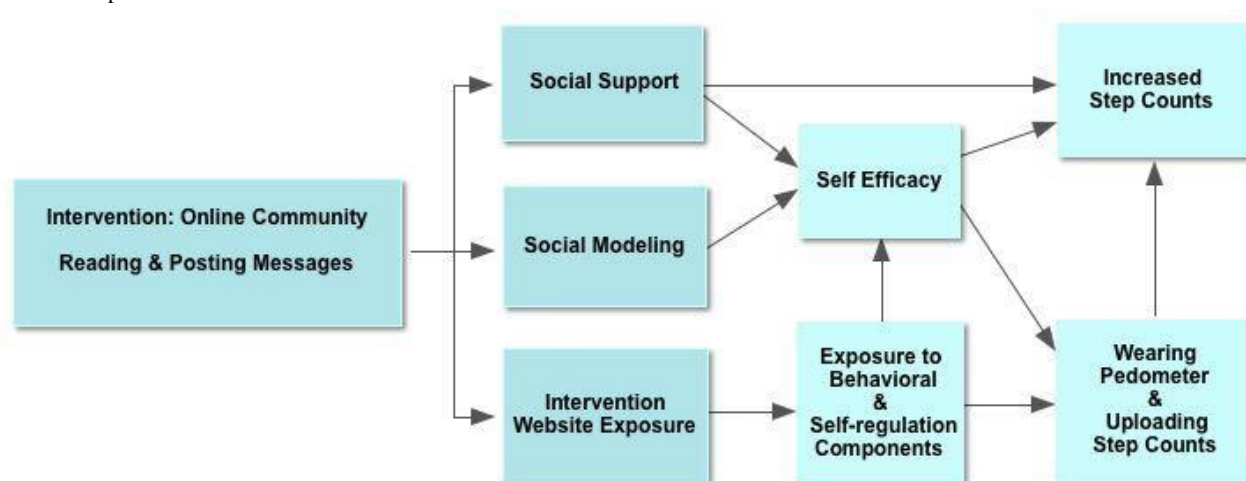 Intervention: Online Community
Reading & Posting Messages
Social Support
Social Modeling
Intervention
Website Exposure
Self Efficacy
Exposure to
Behavioral
&
Self-regulation
Components
Increased
Step Counts
Wearing
Pedometer
&
Uploading
Step Counts